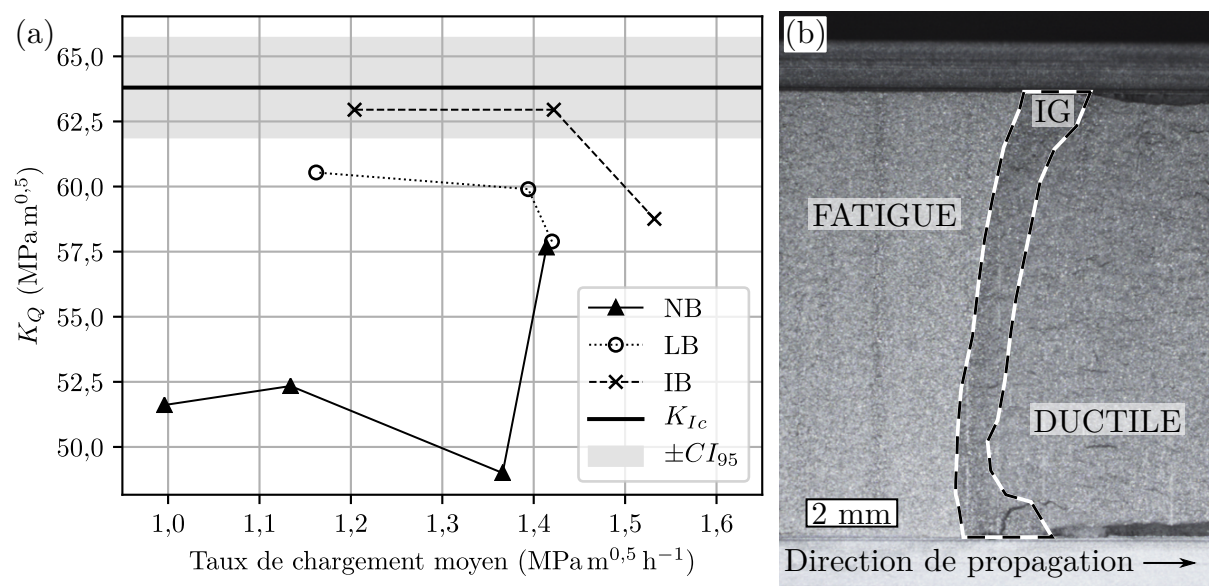 (a)
65,0
62,5
60,0
57,5
55,0
52,5
50,0
K_Q (MPa m^0,5)
NB
LB
IB
K_Ic
±CI_95
1,0 1,1 1,2 1,3 1,4 1,5 1,6
Taux de chargement moyen (MPa m^0,5 h^−1)
(b)
IG
FATIGUE
DUCTILE
2 mm
Direction de propagation